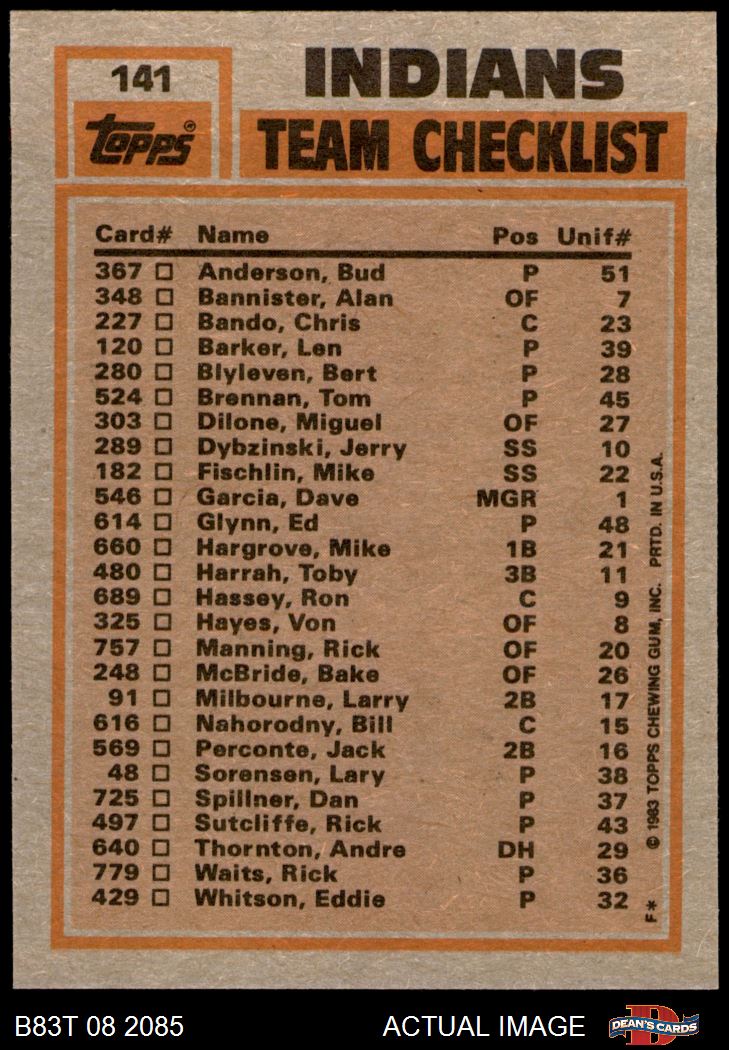 141
Topps®
INDIANS
TEAM CHECKLIST
Card# Name Pos Unif#
367 Anderson, Bud P 51
348 Bannister, Alan OF 7
227 Bando, Chris C 23
120 Barker, Len P 39
280 Blyleven, Bert P 28
524 Brennan, Tom P 45
303 Dilone, Miguel OF 27
289 Dybzinski, Jerry SS 10
182 Fischlin, Mike SS 22
546 Garcia, Dave MGR 1
614 Glynn, Ed P 48
660 Hargrove, Mike 1B 21
480 Harrah, Toby 3B 11
689 Hassey, Ron C 9
325 Hayes, Von OF 8
757 Manning, Rick OF 20
248 McBride, Bake OF 26
91 Milbourne, Larry 2B 17
616 Nahorodny, Bill C 15
569 Perconte, Jack 2B 16
48 Sorensen, Lary P 38
725 Spillner, Dan P 37
497 Sutcliffe, Rick P 43
640 Thornton, Andre DH 29
779 Waits, Rick P 36
429 Whitson, Eddie P 32
F* © 1983 TOPPS CHEWING GUM, INC. PRTD. IN U.S.A.
B83T 08 2085 ACTUAL IMAGE
DEAN'S CARDS